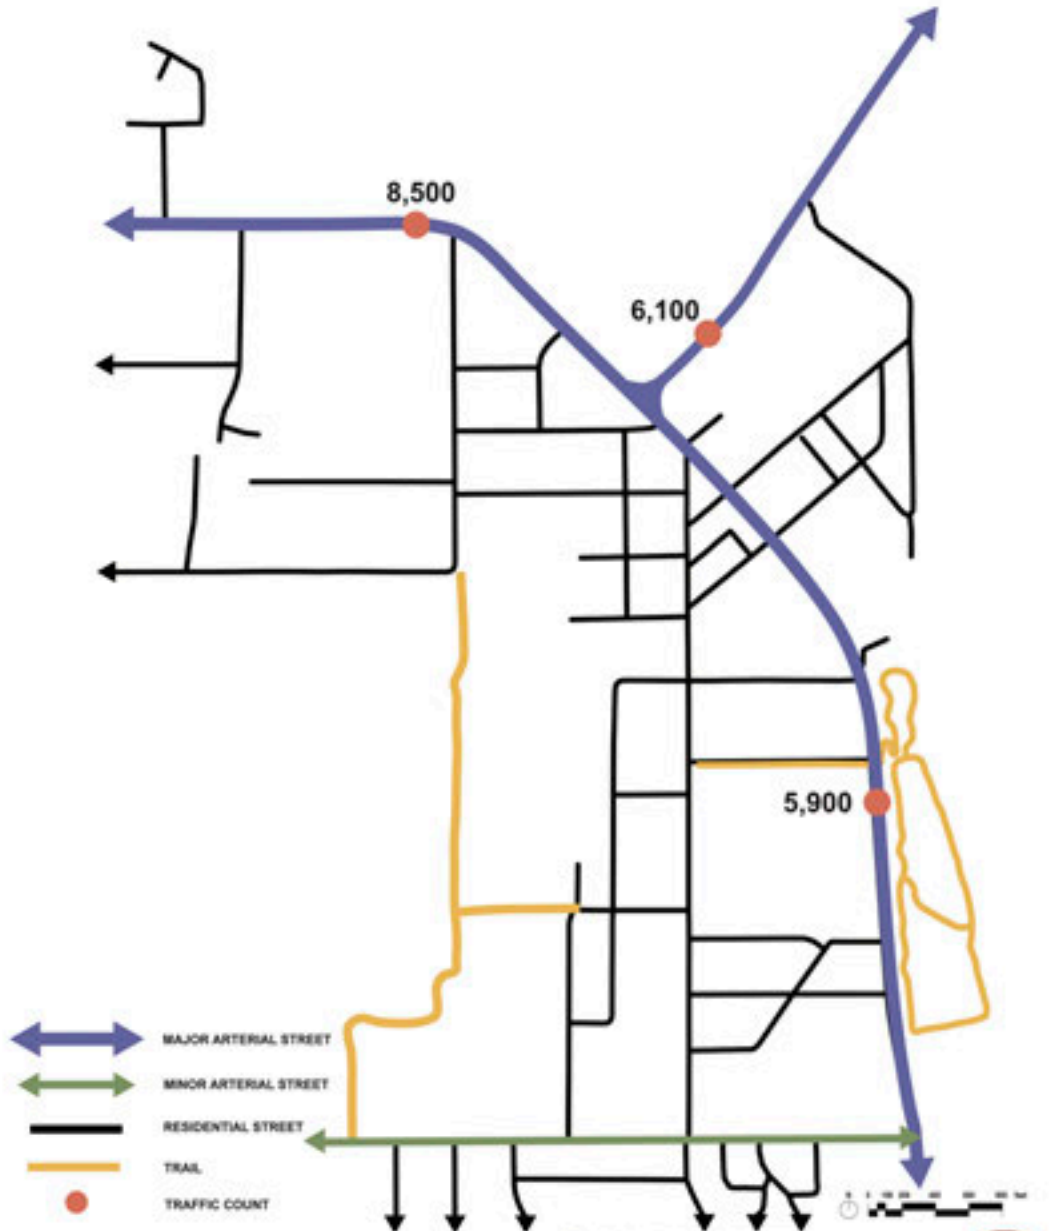 8,500
6,100
5,900
MAJOR ARTERIAL STREET
MINOR ARTERIAL STREET
RESIDENTIAL STREET
TRAIL
TRAFFIC COUNT